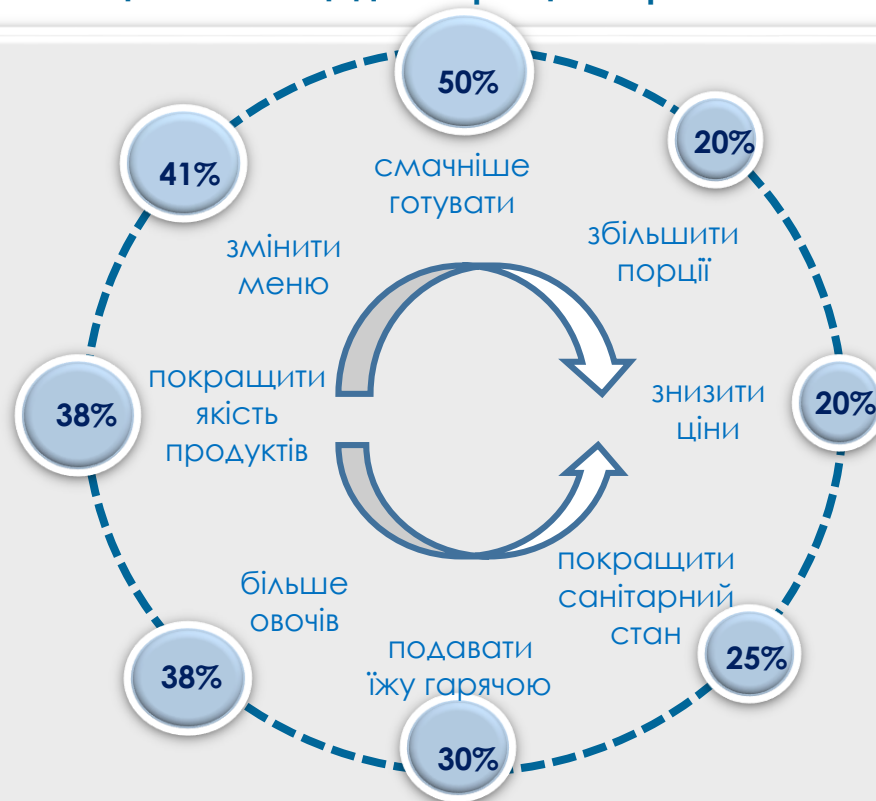 50%
смачніше
готувати
20%
збільшити
порції
20%
знизити
ціни
25%
покращити
санітарний
стан
30%
подавати
їжу гарячою
38%
більше
овочів
38%
покращити
якість
продуктів
41%
змінити
меню